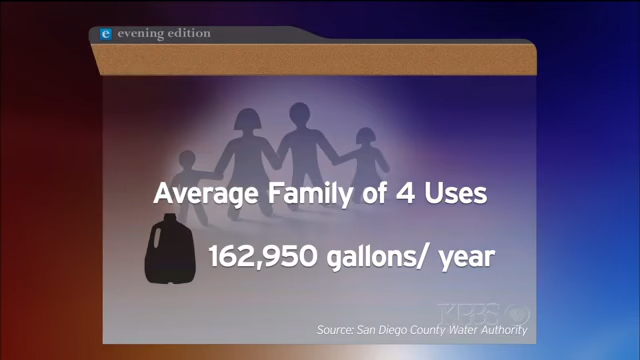 e evening edition
Average Family of 4 Uses
162,950 gallons/ year
KPBS
Source: San Diego County Water Authority